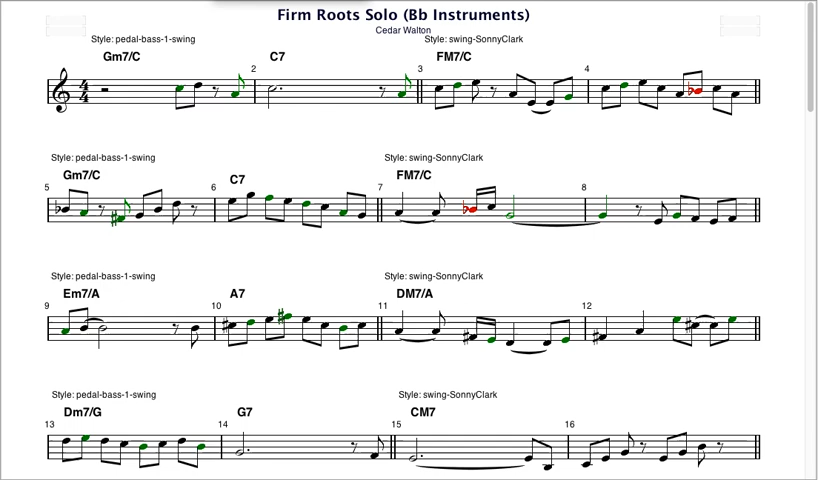 Firm Roots Solo (Bb Instruments)
Cedar Walton
Style: pedal-bass-1-swing Style: swing-SonnyClark
Gm7/C C7 FM7/C
2 3 4
4
4
Style: pedal-bass-1-swing Style: swing-SonnyClark
Gm7/C C7 FM7/C
5 6 7 8
Style: pedal-bass-1-swing Style: swing-SonnyClark
Em7/A A7 DM7/A
9 10 11 12
Style: pedal-bass-1-swing Style: swing-SonnyClark
Dm7/G G7 CM7
13 14 15 16